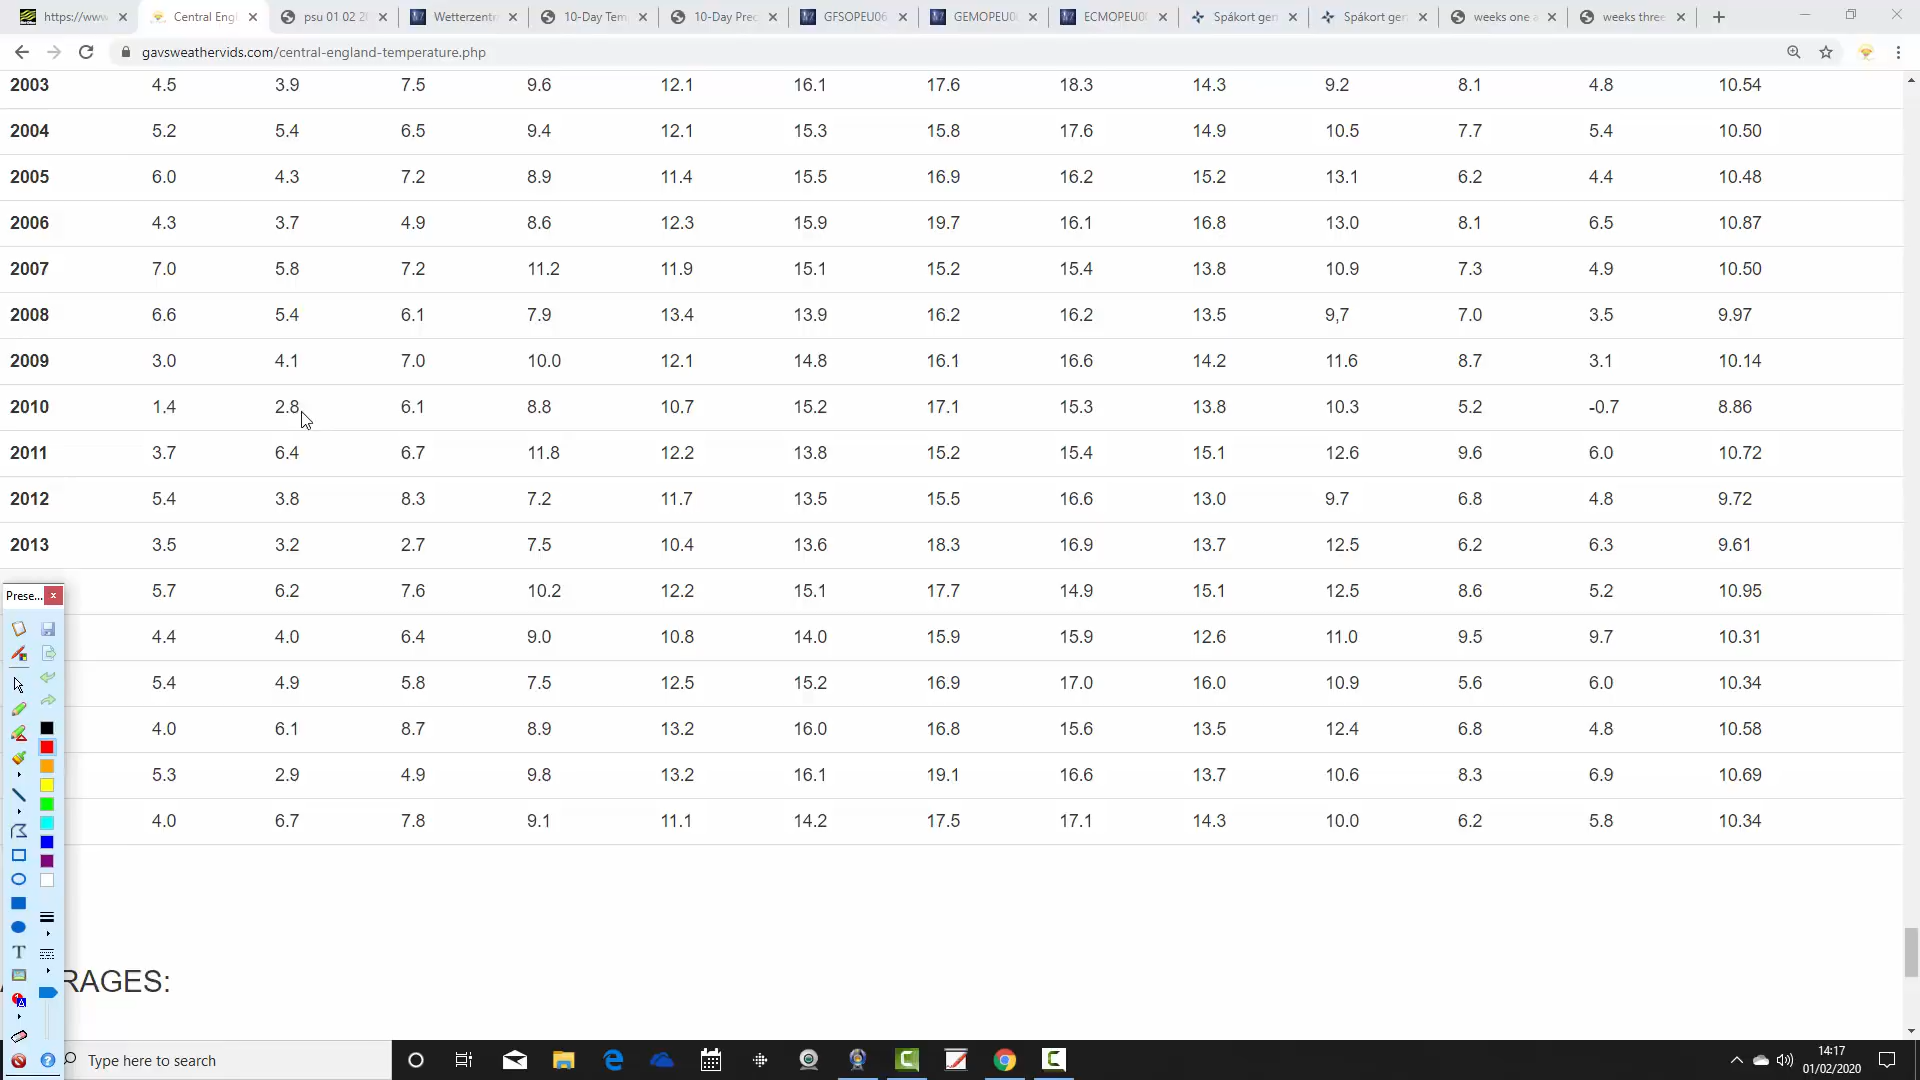 https://www. Central Eng psu 01 02 2 Wetterzentr 10-Day Tem 10-Day Prec GFSOPEU06 GEMOPEU0 ECMOPEU0 Spákort ger Spákort ger weeks one a weeks three
gavsweathervids.com/central-england-temperature.php
2003 4.5 3.9 7.5 9.6 12.1 16.1 17.6 18.3 14.3 9.2 8.1 4.8 10.54
2004 5.2 5.4 6.5 9.4 12.1 15.3 15.8 17.6 14.9 10.5 7.7 5.4 10.50
2005 6.0 4.3 7.2 8.9 11.4 15.5 16.9 16.2 15.2 13.1 6.2 4.4 10.48
2006 4.3 3.7 4.9 8.6 12.3 15.9 19.7 16.1 16.8 13.0 8.1 6.5 10.87
2007 7.0 5.8 7.2 11.2 11.9 15.1 15.2 15.4 13.8 10.9 7.3 4.9 10.50
2008 6.6 5.4 6.1 7.9 13.4 13.9 16.2 16.2 13.5 9,7 7.0 3.5 9.97
2009 3.0 4.1 7.0 10.0 12.1 14.8 16.1 16.6 14.2 11.6 8.7 3.1 10.14
2010 1.4 2.8 6.1 8.8 10.7 15.2 17.1 15.3 13.8 10.3 5.2 -0.7 8.86
2011 3.7 6.4 6.7 11.8 12.2 13.8 15.2 15.4 15.1 12.6 9.6 6.0 10.72
2012 5.4 3.8 8.3 7.2 11.7 13.5 15.5 16.6 13.0 9.7 6.8 4.8 9.72
2013 3.5 3.2 2.7 7.5 10.4 13.6 18.3 16.9 13.7 12.5 6.2 6.3 9.61
Prese...
5.7 6.2 7.6 10.2 12.2 15.1 17.7 14.9 15.1 12.5 8.6 5.2 10.95
4.4 4.0 6.4 9.0 10.8 14.0 15.9 15.9 12.6 11.0 9.5 9.7 10.31
5.4 4.9 5.8 7.5 12.5 15.2 16.9 17.0 16.0 10.9 5.6 6.0 10.34
4.0 6.1 8.7 8.9 13.2 16.0 16.8 15.6 13.5 12.4 6.8 4.8 10.58
5.3 2.9 4.9 9.8 13.2 16.1 19.1 16.6 13.7 10.6 8.3 6.9 10.69
4.0 6.7 7.8 9.1 11.1 14.2 17.5 17.1 14.3 10.0 6.2 5.8 10.34
RAGES:
Type here to search
14:17
01/02/2020